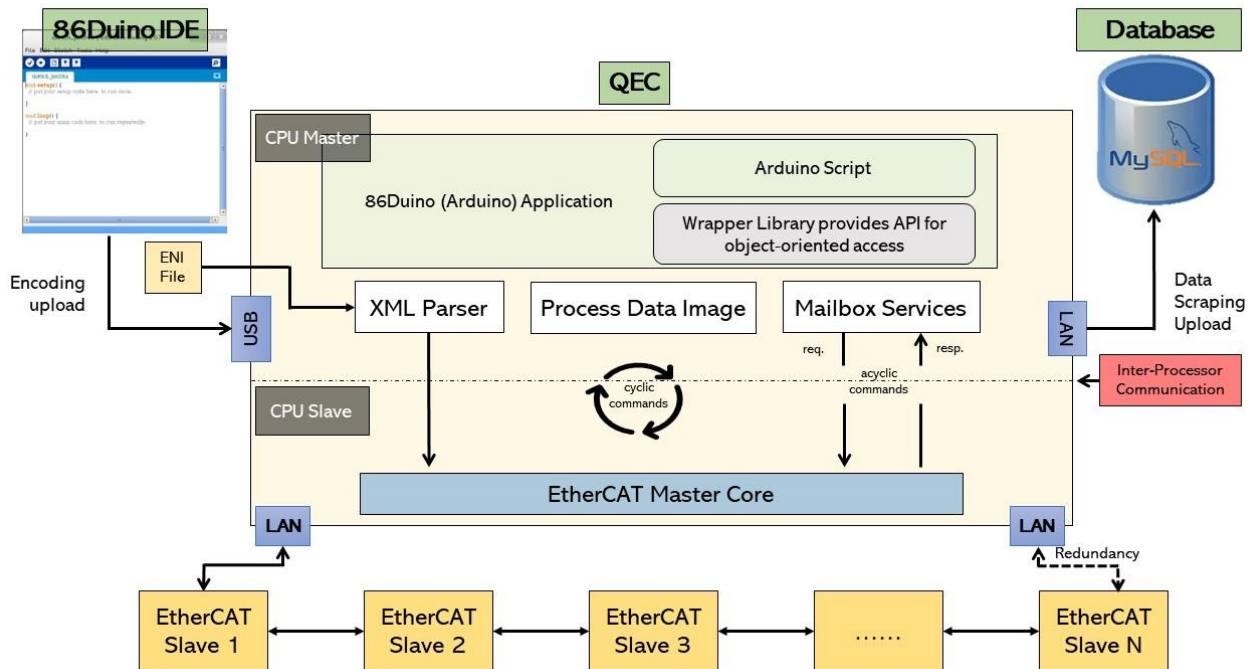 86Duino IDE
Database
QEC
CPU Master
Arduino Script
86Duino (Arduino) Application
Wrapper Library provides API for
object-oriented access
MySQL
ENI
File
Encoding
upload
USB
XML Parser
Process Data Image
Mailbox Services
LAN
Data
Scraping
Upload
req.
resp.
cyclic
commands
acyclic
commands
Inter-Processor
Communication
CPU Slave
EtherCAT Master Core
LAN
LAN
Redundancy
EtherCAT
Slave 1
EtherCAT
Slave 2
EtherCAT
Slave 3
......
EtherCAT
Slave N